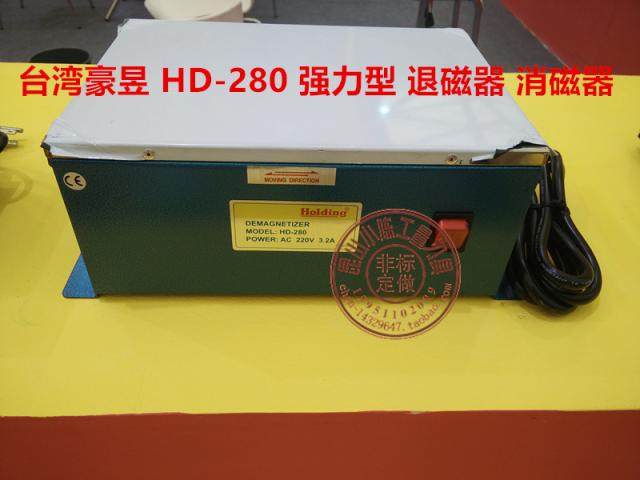 台湾豪昱 HD-280 强力型 退磁器 消磁器
CE
MOVING DIRECTION
Holding
DEMAGNETIZER
MODEL: HD-280
POWER: AC 220V 3.2A
非标
定做